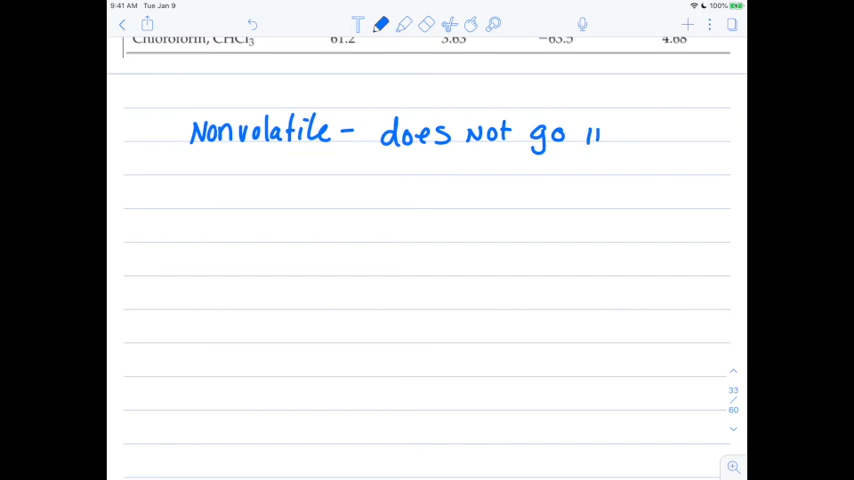 9:41 AM Tue Jan 9
100%
T
Chloroform, CHCl3 61.2 3.63 −63.5 4.68
Nonvolatile - does not go
33
/
60